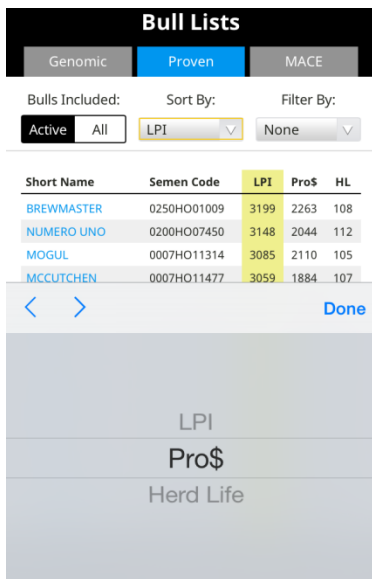 Bull Lists
Genomic Proven MACE
Bulls Included: Sort By: Filter By:
Active All LPI None
Short Name Semen Code LPI Pro$ HL
BREWMASTER 0250HO01009 3199 2263 108
NUMERO UNO 0200HO07450 3148 2044 112
MOGUL 0007HO11314 3085 2110 105
MCCUTCHEN 0007HO11477 3059 1884 107
Done
LPI
Pro$
Herd Life